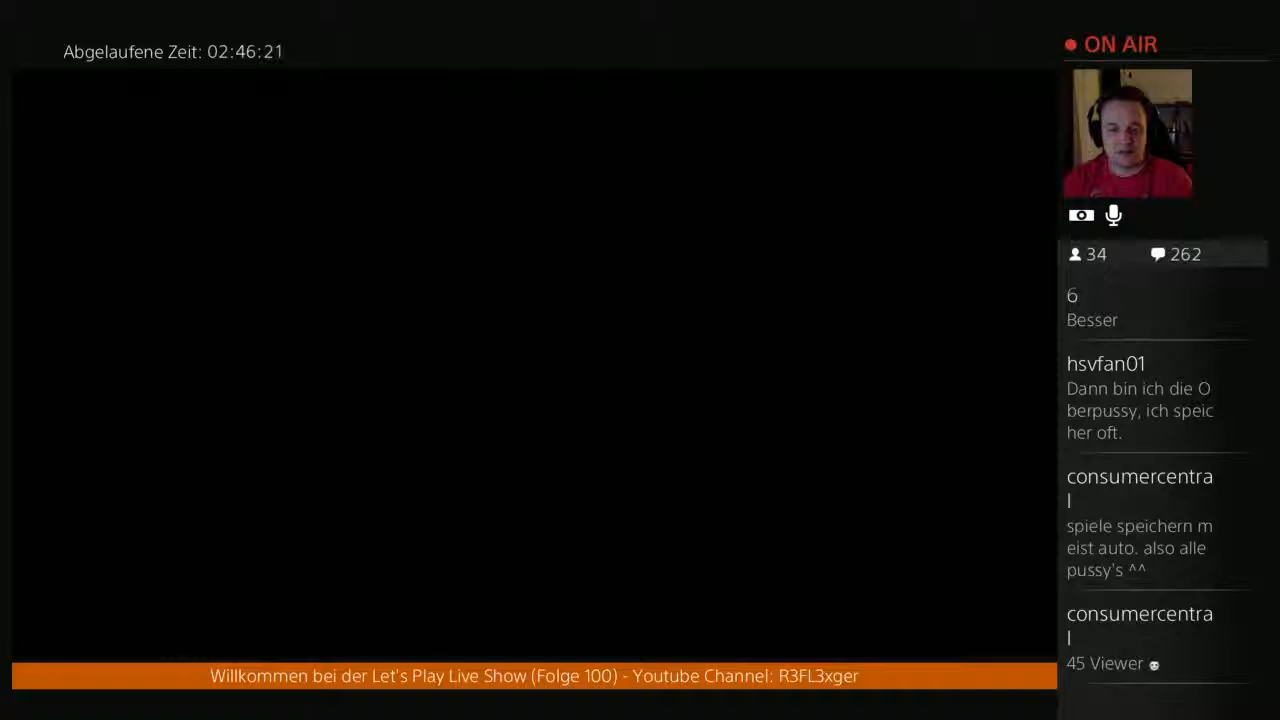 Abgelaufene Zeit: 02:46:21
ON AIR
34 262
6
Besser
hsvfan01
Dann bin ich die O
berpussy, ich speic
her oft.
consumercentra
l
spiele speichern m
eist auto. also alle
pussy's ^^
consumercentra
l
45 Viewer
Willkommen bei der Let's Play Live Show (Folge 100) - Youtube Channel: R3FL3xger